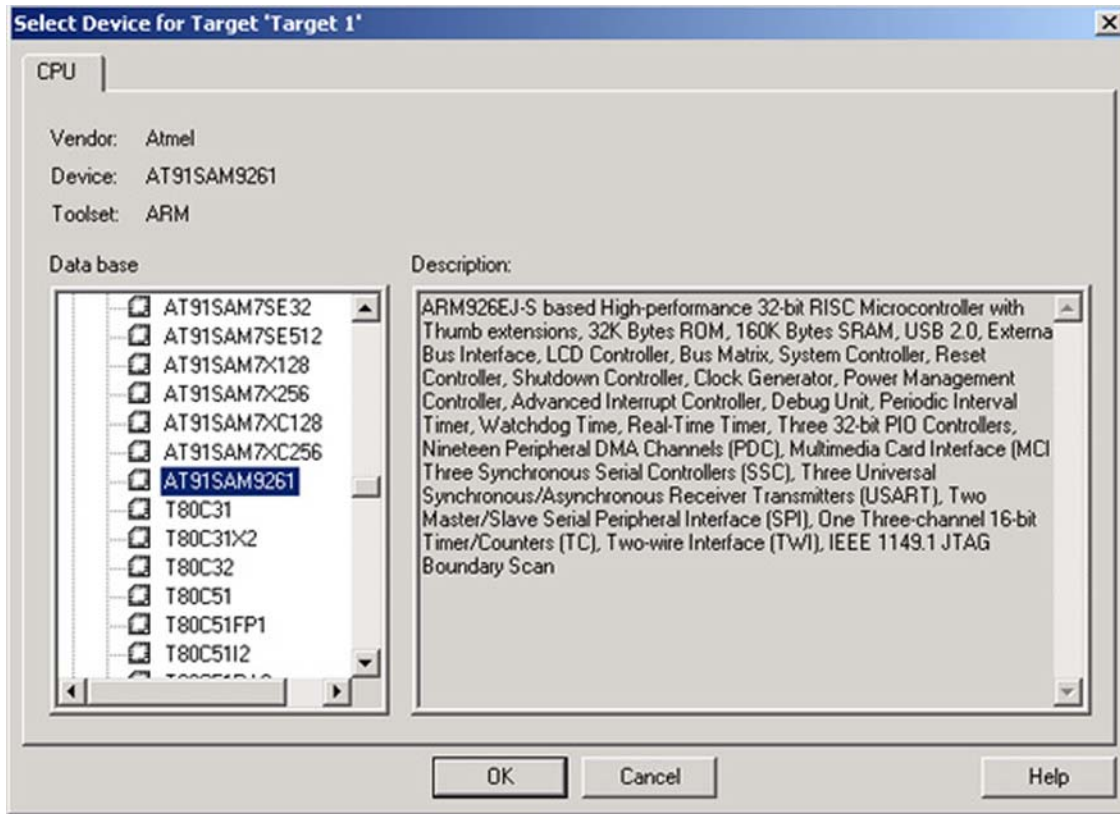 Select Device for Target 'Target 1'
CPU
Vendor: Atmel
Device: AT91SAM9261
Toolset: ARM
Data base
AT91SAM7SE32
AT91SAM7SE512
AT91SAM7X128
AT91SAM7X256
AT91SAM7XC128
AT91SAM7XC256
AT91SAM9261
T80C31
T80C31X2
T80C32
T80C51
T80C51FP1
T80C51I2
Description:
ARM926EJ-S based High-performance 32-bit RISC Microcontroller with
Thumb extensions, 32K Bytes ROM, 160K Bytes SRAM, USB 2.0, Externa
Bus Interface, LCD Controller, Bus Matrix, System Controller, Reset
Controller, Shutdown Controller, Clock Generator, Power Management
Controller, Advanced Interrupt Controller, Debug Unit, Periodic Interval
Timer, Watchdog Time, Real-Time Timer, Three 32-bit PIO Controllers,
Nineteen Peripheral DMA Channels (PDC), Multimedia Card Interface (MCI
Three Synchronous Serial Controllers (SSC), Three Universal
Synchronous/Asynchronous Receiver Transmitters (USART), Two
Master/Slave Serial Peripheral Interface (SPI), One Three-channel 16-bit
Timer/Counters (TC), Two-wire Interface (TWI), IEEE 1149.1 JTAG
Boundary Scan
OK
Cancel
Help